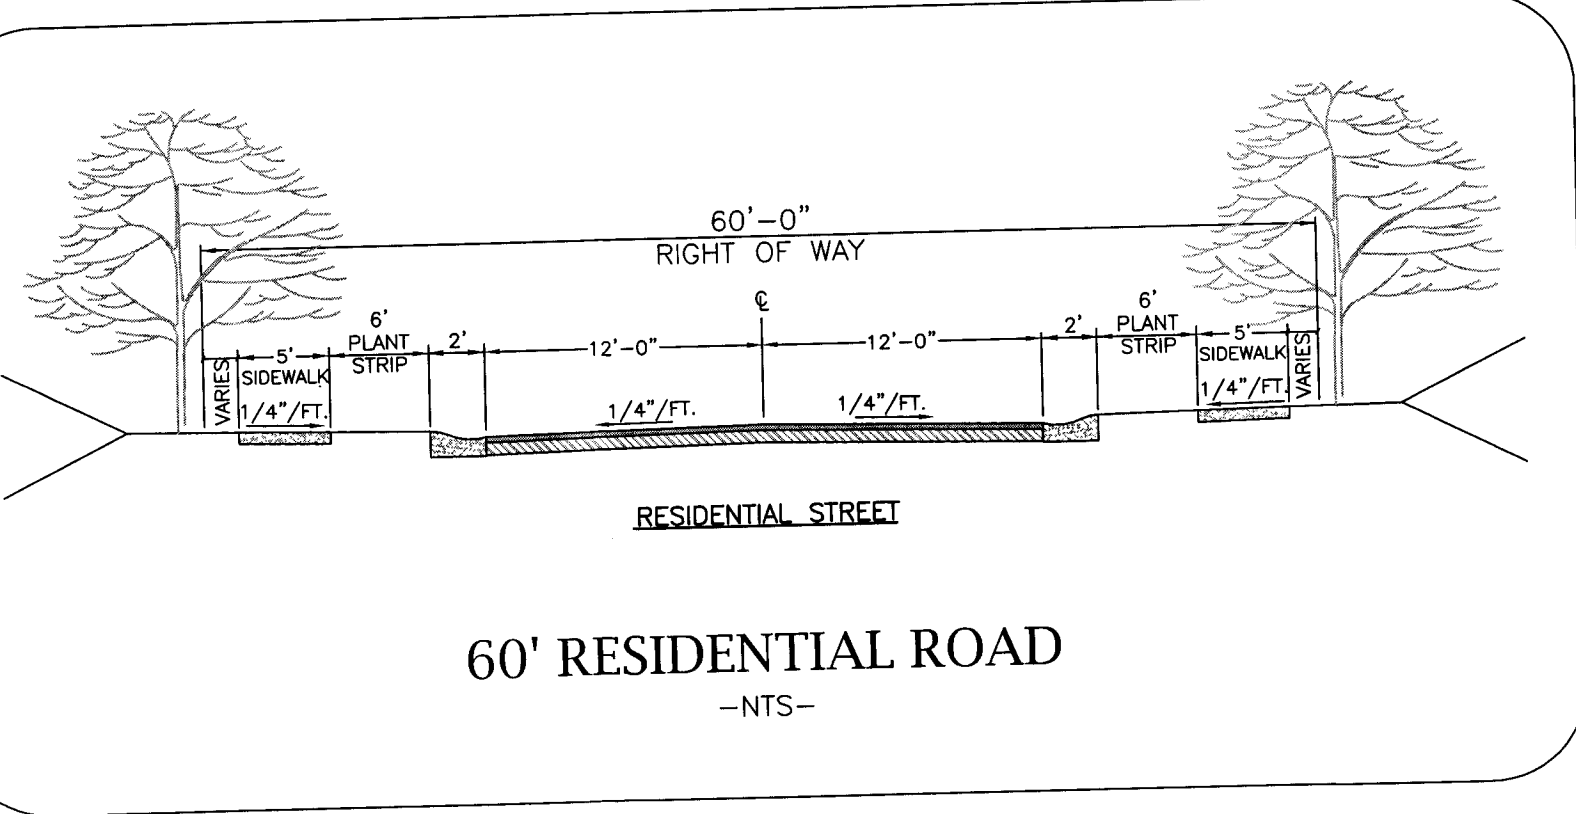 60'-0"
RIGHT OF WAY
℄
6'
PLANT
STRIP
6'
PLANT
STRIP
5'
SIDEWALK
2'
12'-0"
12'-0"
2'
5'
SIDEWALK
VARIES
VARIES
1/4"/FT.
1/4"/FT.
1/4"/FT.
1/4"/FT.
RESIDENTIAL STREET
60' RESIDENTIAL ROAD
-NTS-